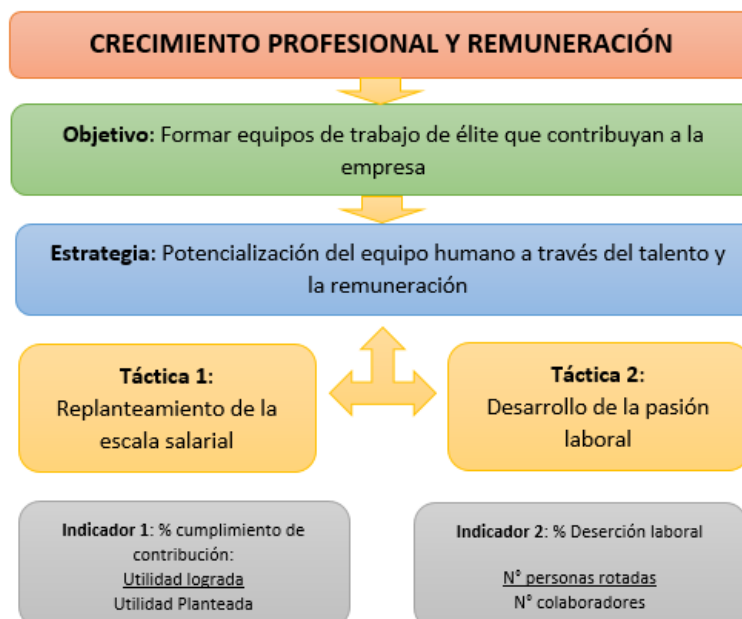 CRECIMIENTO PROFESIONAL Y REMUNERACIÓN
Objetivo: Formar equipos de trabajo de élite que contribuyan a la
empresa
Estrategia: Potencialización del equipo humano a través del talento y
la remuneración
Táctica 1:
Replanteamiento de la
escala salarial
Táctica 2:
Desarrollo de la pasión
laboral
Indicador 1: % cumplimiento de
contribución:
Utilidad lograda
Utilidad Planteada
Indicador 2: % Deserción laboral
N° personas rotadas
N° colaboradores